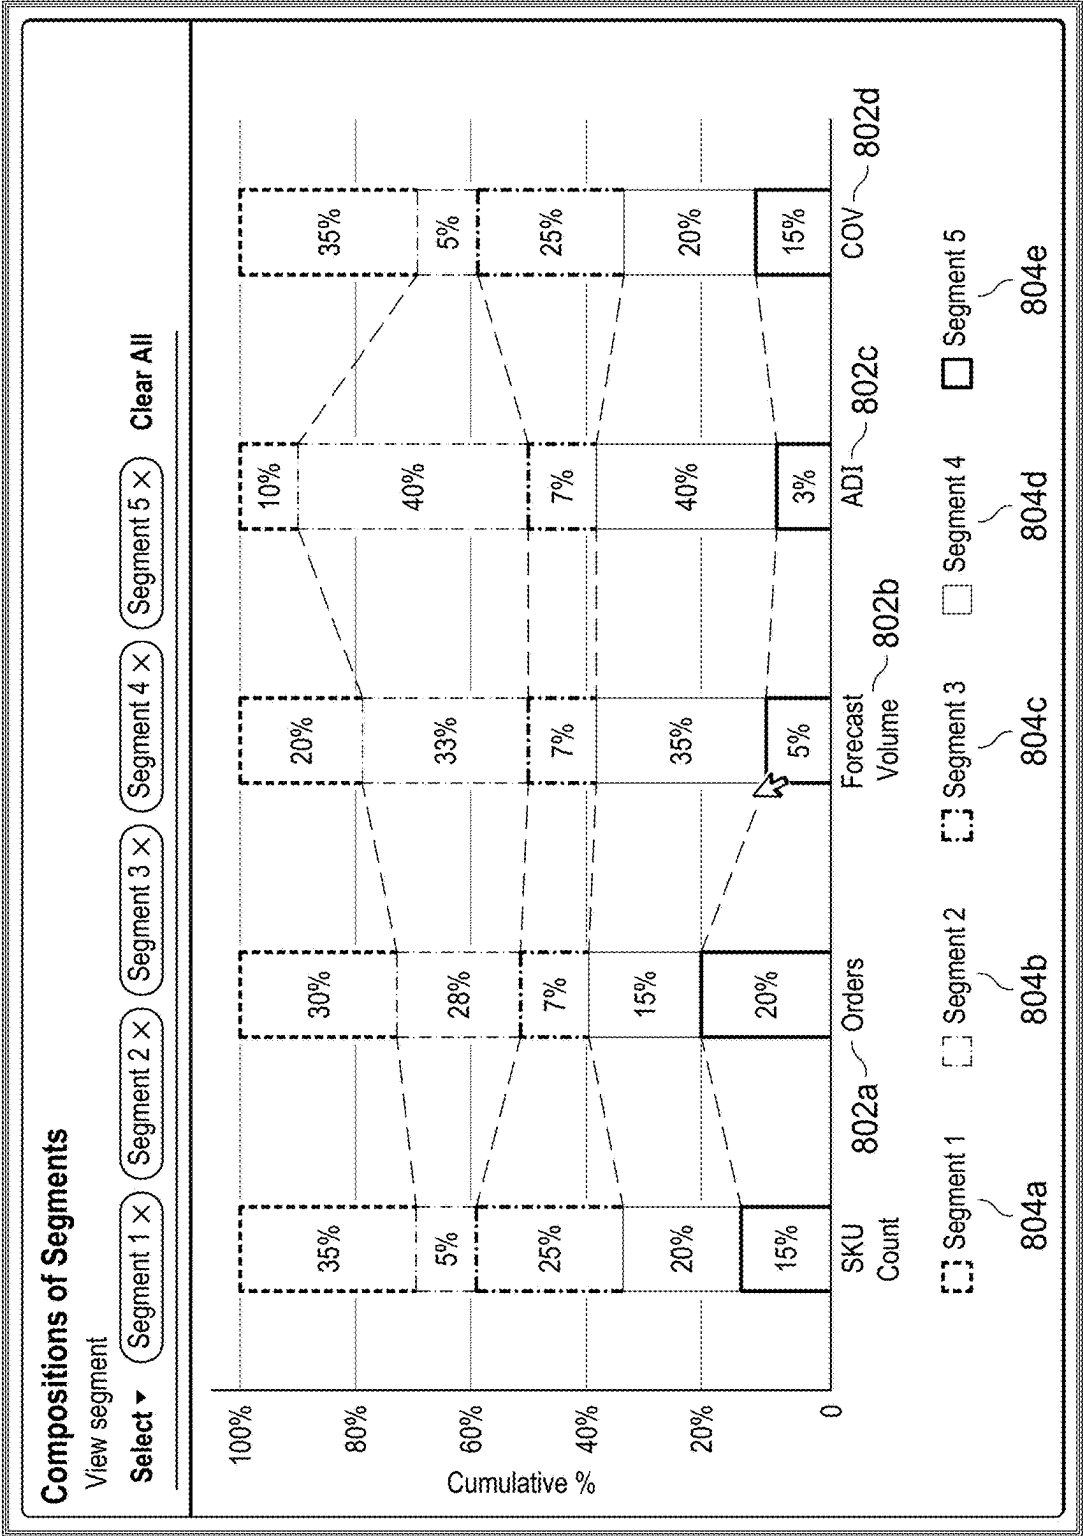 Compositions of Segments
View segment
Select ▾ Segment 1 × Segment 2 × Segment 3 × Segment 4 × Segment 5 × Clear All
Cumulative %
100%
80%
60%
40%
20%
0
35%
5%
25%
20%
15%
30%
28%
7%
15%
20%
20%
33%
7%
35%
5%
10%
40%
7%
40%
3%
35%
5%
25%
20%
15%
SKU
Count
802a Orders
Forecast
Volume 802b
ADI 802c
COV 802d
Segment 1 Segment 2 Segment 3 Segment 4 Segment 5
804a 804b 804c 804d 804e